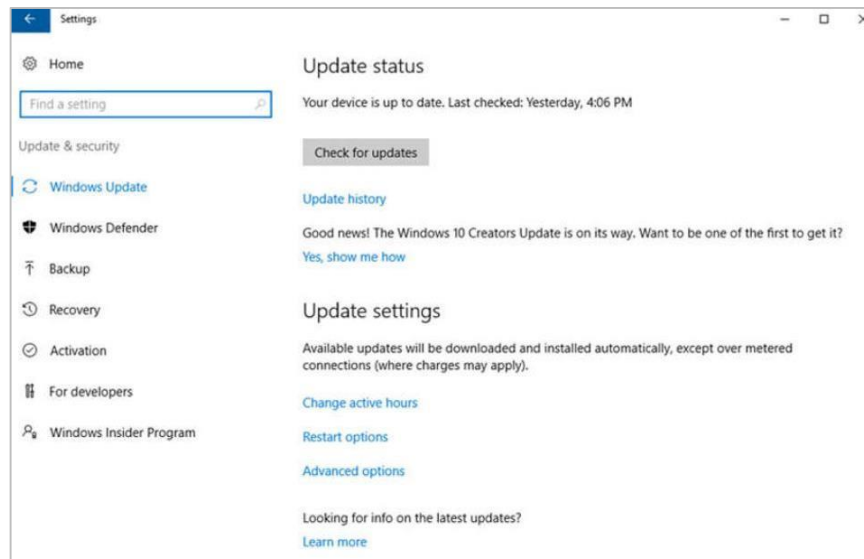 Settings
Home
Find a setting
Update & security
Windows Update
Windows Defender
Backup
Recovery
Activation
For developers
Windows Insider Program
Update status
Your device is up to date. Last checked: Yesterday, 4:06 PM
Check for updates
Update history
Good news! The Windows 10 Creators Update is on its way. Want to be one of the first to get it?
Yes, show me how
Update settings
Available updates will be downloaded and installed automatically, except over metered
connections (where charges may apply).
Change active hours
Restart options
Advanced options
Looking for info on the latest updates?
Learn more